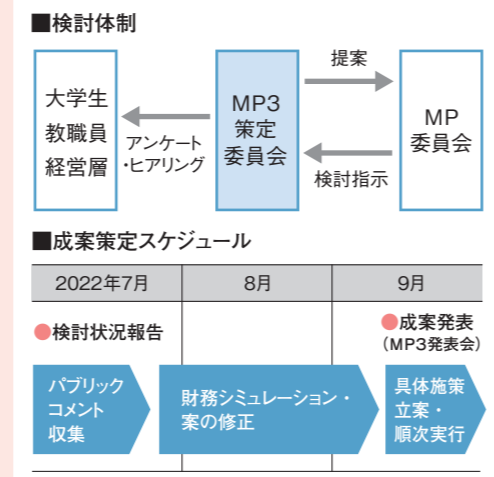 ■検討体制
大学生
教職員
経営層
アンケート
・ヒアリング
MP3
策定
委員会
提案
検討指示
MP
委員会
■成案策定スケジュール
2022年7月 8月 9月
●検討状況報告
●成案発表
（MP3発表会）
パブリック
コメント
収集
財務シミュレーション・
案の修正
具体施策
立案・
順次実行